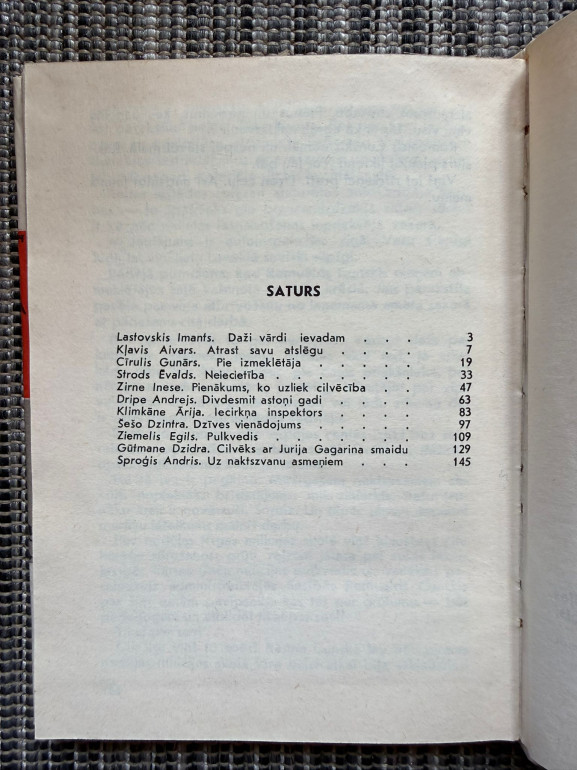 SATURS
Lastovskis Imants. Daži vārdi ievadam . . . 3
Kļavis Aivars. Atrast savu atslēgu . . . . 7
Cīrulis Gunārs. Pie izmeklētāja . . . . 19
Strods Ēvalds. Neiecietība . . . . . . 33
Zirne Inese. Pienākums, ko uzliek cilvēcība . . 47
Dripe Andrejs. Divdesmit astoņi gadi . . . . 63
Klimkāne Ārija. Iecirkņa inspektors . . . . 83
Šešo Dzintra. Dzīves vienādojums . . . . 97
Ziemelis Egils. Pulkvedis . . . . . . 109
Gūtmane Dzidra. Cilvēks ar Jurija Gagarina smaidu 129
Sproģis Andris. Uz naktszvanu asmeņiem . . . 145